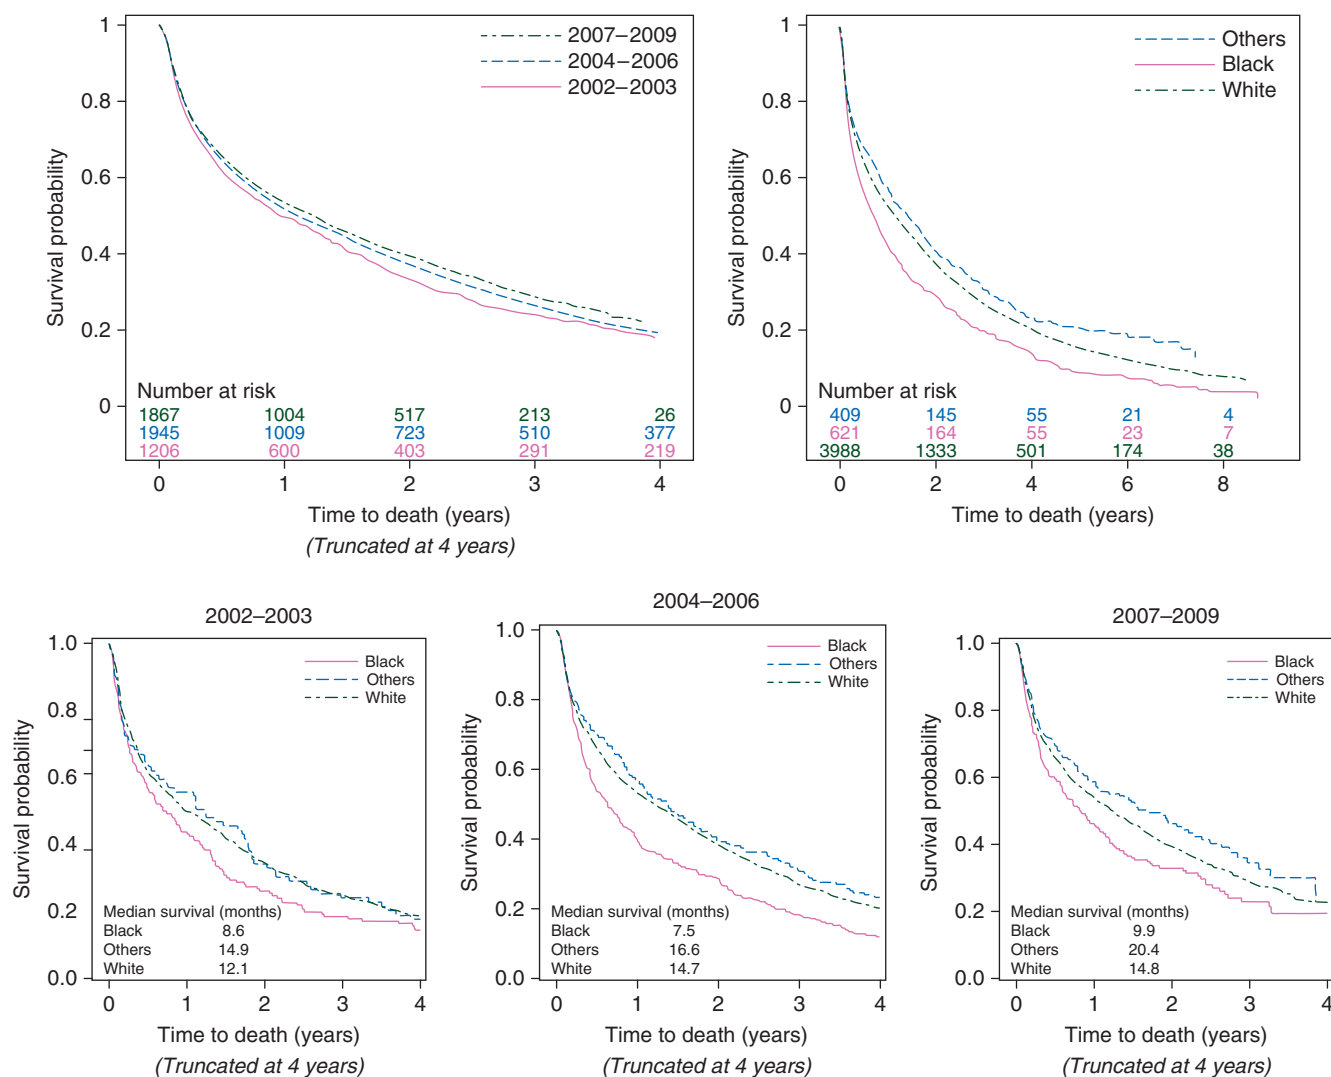 1
0.8
0.6
0.4
0.2
0
Survival probability
2007–2009
2004–2006
2002–2003
Number at risk
1867 1004 517 213 26
1945 1009 723 510 377
1206 600 403 291 219
0 1 2 3 4
Time to death (years)
(Truncated at 4 years)
1
0.8
0.6
0.4
0.2
0
Survival probability
Others
Black
White
Number at risk
409 145 55 21 4
621 164 55 23 7
3988 1333 501 174 38
0 2 4 6 8
Time to death (years)
2002–2003
1.0
0.8
0.6
0.4
0.2
0.0
Survival probability
Black
Others
White
Median survival (months)
Black 8.6
Others 14.9
White 12.1
0 1 2 3 4
Time to death (years)
(Truncated at 4 years)
2004–2006
1.0
0.8
0.6
0.4
0.2
0.0
Survival probability
Black
Others
White
Median survival (months)
Black 7.5
Others 16.6
White 14.7
0 1 2 3 4
Time to death (years)
(Truncated at 4 years)
2007–2009
1.0
0.8
0.6
0.4
0.2
0.0
Survival probability
Black
Others
White
Median survival (months)
Black 9.9
Others 20.4
White 14.8
0 1 2 3 4
Time to death (years)
(Truncated at 4 years)